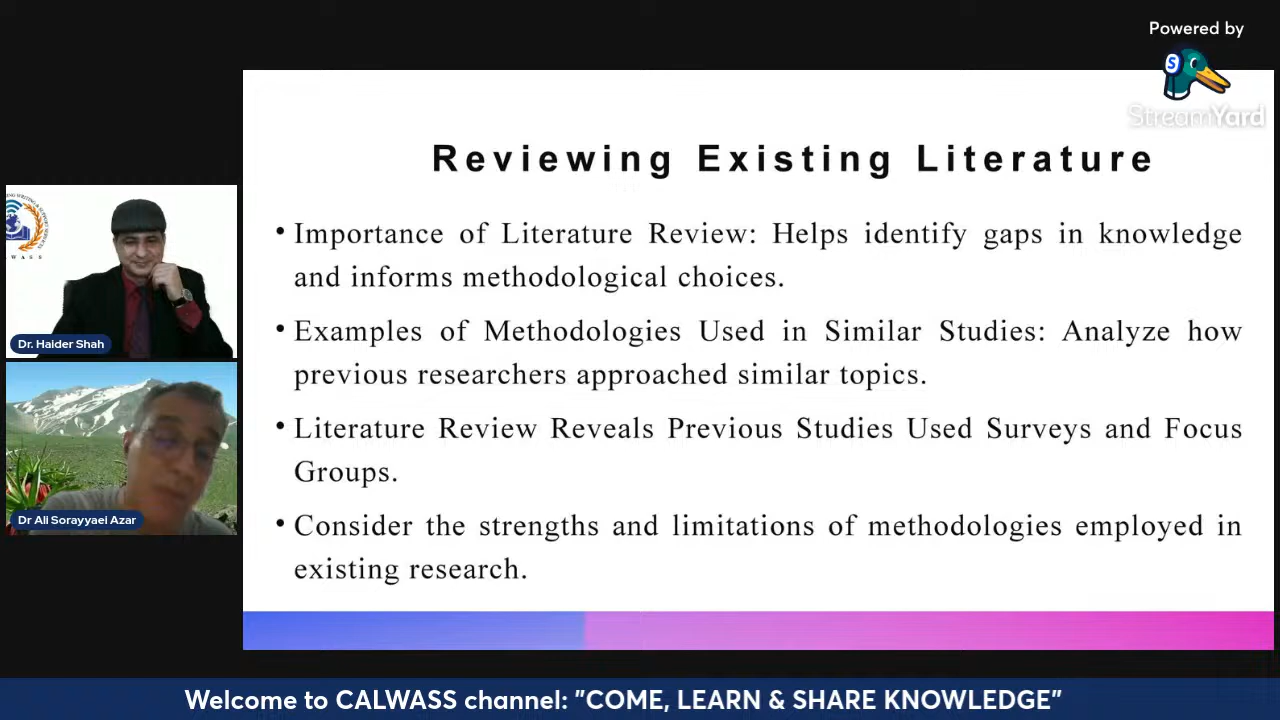 Powered by
StreamYard
Reviewing Existing Literature
• Importance of Literature Review: Helps identify gaps in knowledge
and informs methodological choices.
• Examples of Methodologies Used in Similar Studies: Analyze how
previous researchers approached similar topics.
• Literature Review Reveals Previous Studies Used Surveys and Focus
Groups.
• Consider the strengths and limitations of methodologies employed in
existing research.
Dr. Haider Shah
Dr Ali Sorayyaei Azar
Welcome to CALWASS channel: "COME, LEARN & SHARE KNOWLEDGE"